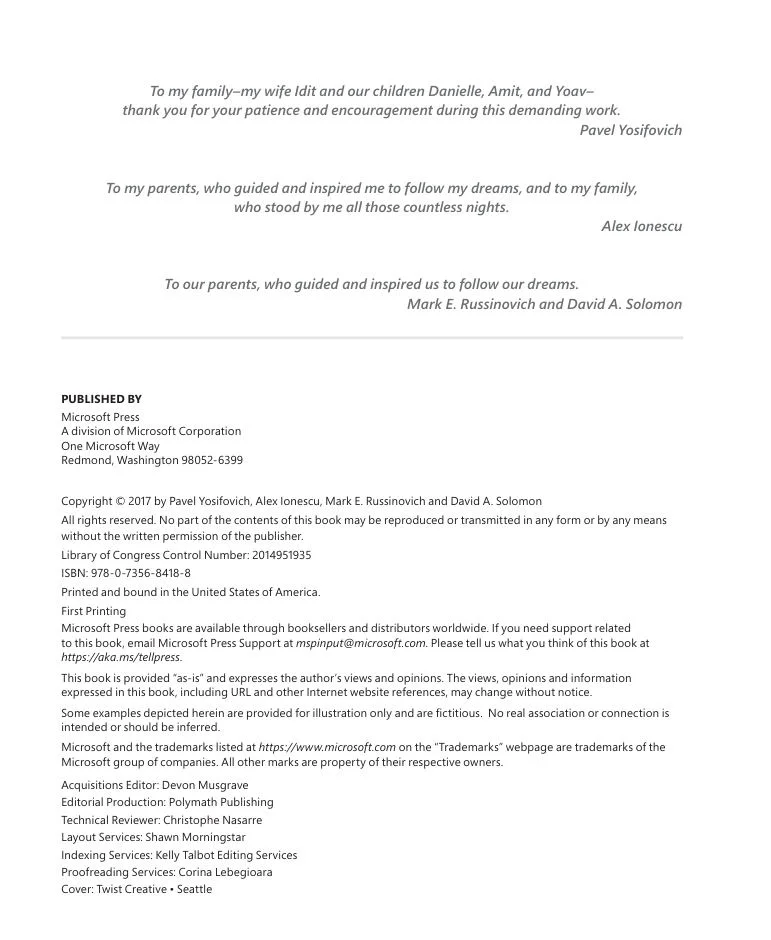 To my family–my wife Idit and our children Danielle, Amit, and Yoav–
thank you for your patience and encouragement during this demanding work.
Pavel Yosifovich
To my parents, who guided and inspired me to follow my dreams, and to my family,
who stood by me all those countless nights.
Alex Ionescu
To our parents, who guided and inspired us to follow our dreams.
Mark E. Russinovich and David A. Solomon
PUBLISHED BY
Microsoft Press
A division of Microsoft Corporation
One Microsoft Way
Redmond, Washington 98052-6399
Copyright © 2017 by Pavel Yosifovich, Alex Ionescu, Mark E. Russinovich and David A. Solomon
All rights reserved. No part of the contents of this book may be reproduced or transmitted in any form or by any means
without the written permission of the publisher.
Library of Congress Control Number: 2014951935
ISBN: 978-0-7356-8418-8
Printed and bound in the United States of America.
First Printing
Microsoft Press books are available through booksellers and distributors worldwide. If you need support related
to this book, email Microsoft Press Support at mspinput@microsoft.com. Please tell us what you think of this book at
https://aka.ms/tellpress.
This book is provided “as-is” and expresses the author’s views and opinions. The views, opinions and information
expressed in this book, including URL and other Internet website references, may change without notice.
Some examples depicted herein are provided for illustration only and are fictitious. No real association or connection is
intended or should be inferred.
Microsoft and the trademarks listed at https://www.microsoft.com on the “Trademarks” webpage are trademarks of the
Microsoft group of companies. All other marks are property of their respective owners.
Acquisitions Editor: Devon Musgrave
Editorial Production: Polymath Publishing
Technical Reviewer: Christophe Nasarre
Layout Services: Shawn Morningstar
Indexing Services: Kelly Talbot Editing Services
Proofreading Services: Corina Lebegioara
Cover: Twist Creative • Seattle